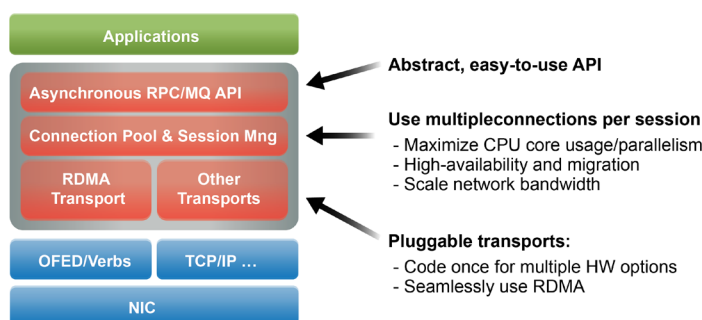 Applications
Asynchronous RPC/MQ API
Connection Pool & Session Mng
RDMA
Transport
Other
Transports
OFED/Verbs
TCP/IP ...
NIC
Abstract, easy-to-use API
Use multipleconnections per session
- Maximize CPU core usage/parallelism
- High-availability and migration
- Scale network bandwidth
Pluggable transports:
- Code once for multiple HW options
- Seamlessly use RDMA